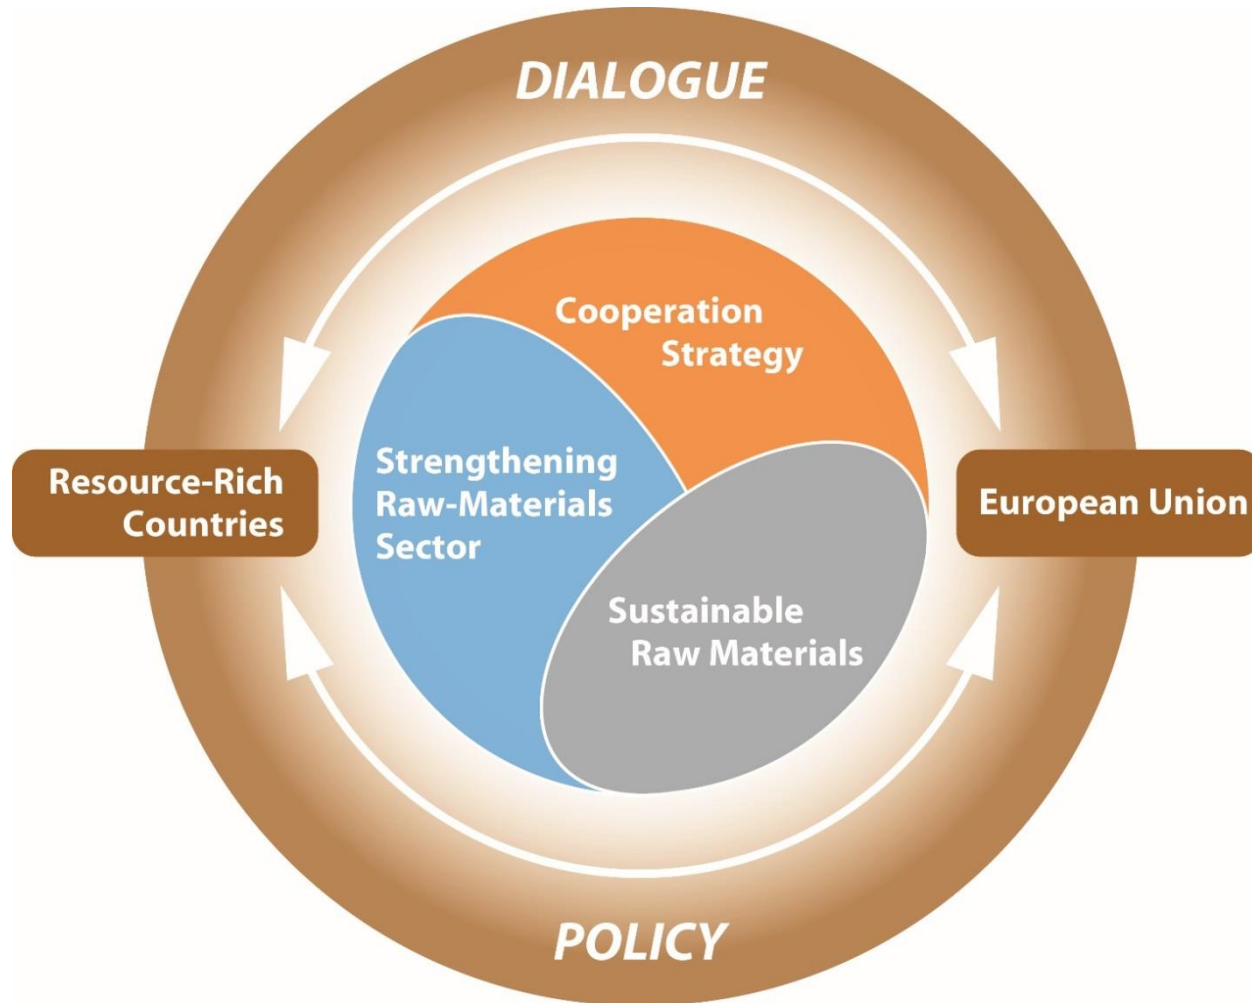 DIALOGUE
Cooperation
Strategy
Strengthening
Raw-Materials
Sector
Resource-Rich
Countries
European Union
Sustainable
Raw Materials
POLICY